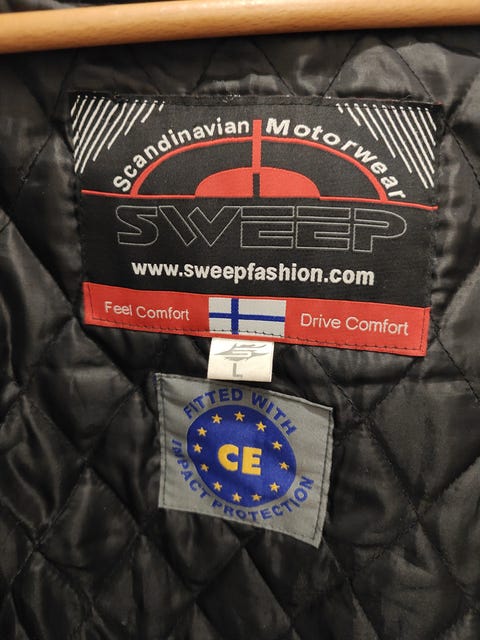 Scandinavian Motorwear
SWEEP
www.sweepfashion.com
Feel Comfort
Drive Comfort
S
L
FITTED WITH
CE
IMPACT PROTECTION